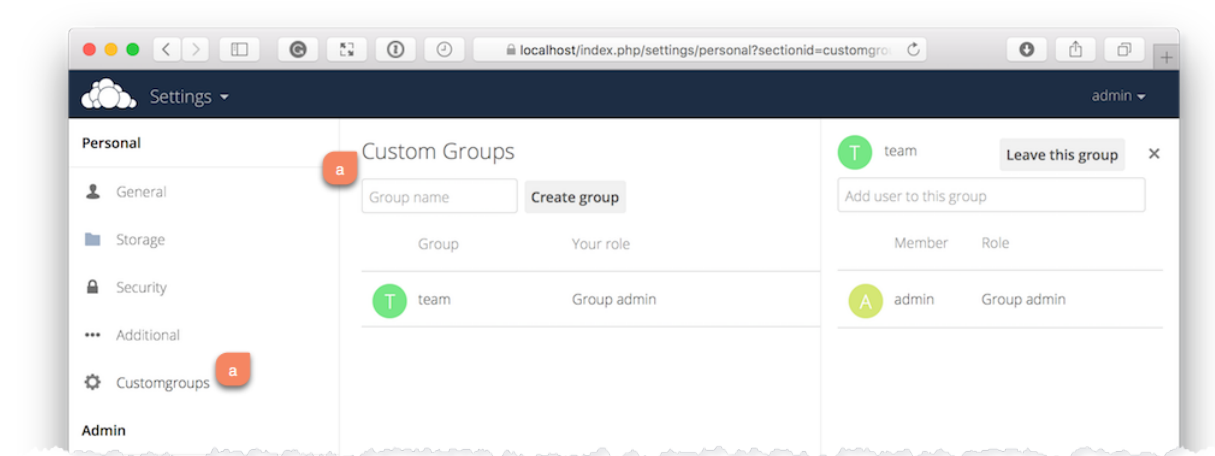 localhost/index.php/settings/personal?sectionid=customgro
Settings
admin
Personal
General
Storage
Security
Additional
Customgroups
a
Admin
Custom Groups
a
Group name
Create group
Group Your role
T team Group admin
T team
Leave this group
Add user to this group
Member Role
A admin Group admin